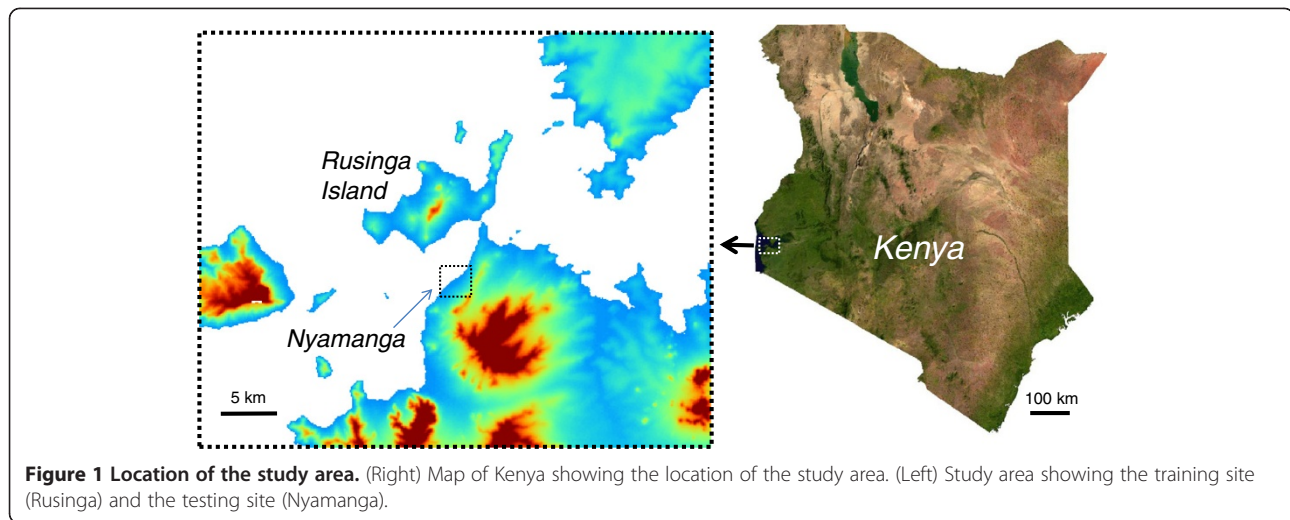 Rusinga
Island
Nyamanga
5 km
Kenya
100 km
Figure 1 Location of the study area. (Right) Map of Kenya showing the location of the study area. (Left) Study area showing the training site
(Rusinga) and the testing site (Nyamanga).